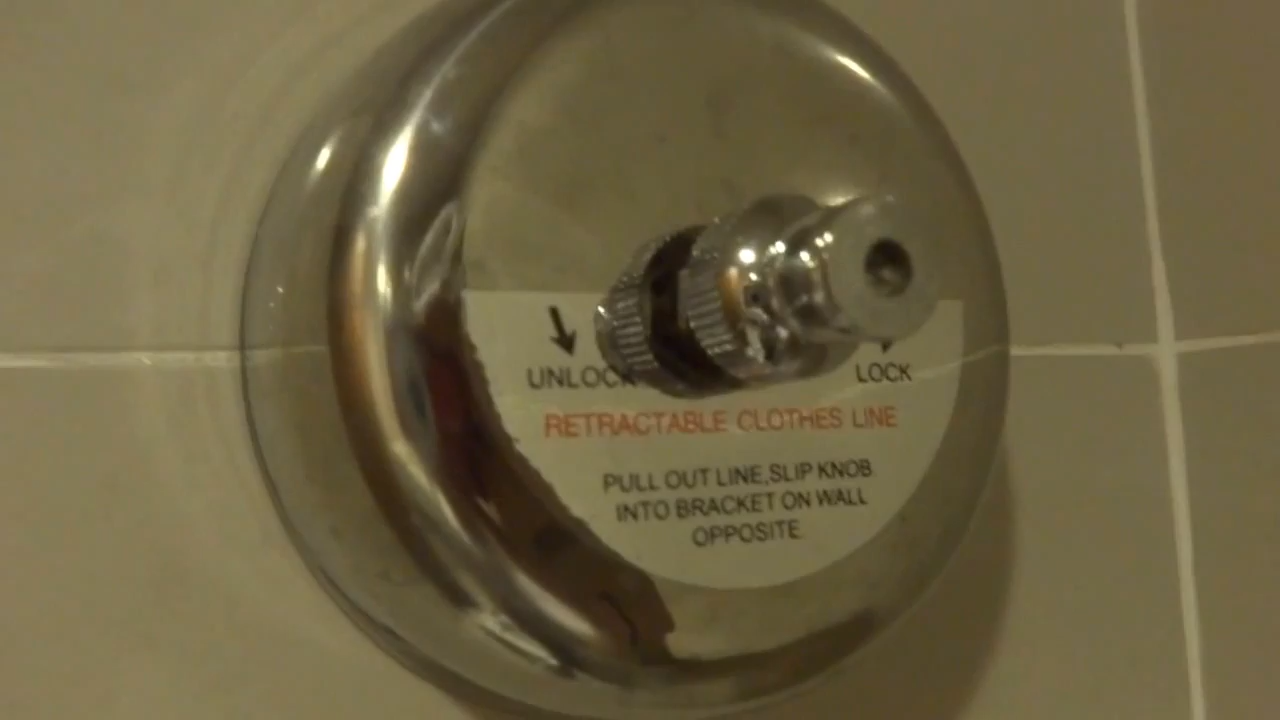 UNLOCK LOCK
RETRACTABLE CLOTHES LINE
PULL OUT LINE,SLIP KNOB
INTO BRACKET ON WALL
OPPOSITE.